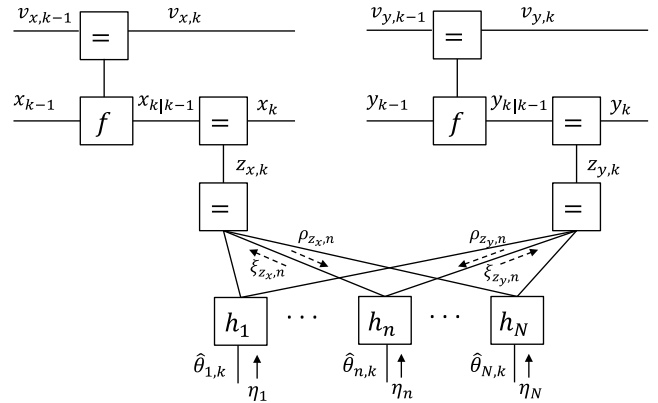 v_{x,k-1} v_{x,k} v_{y,k-1} v_{y,k}
= =
x_{k-1} x_{k|k-1} x_k y_{k-1} y_{k|k-1} y_k
f = f =
z_{x,k} z_{y,k}
= =
ρ_{z_x,n} ρ_{z_y,n}
ξ_{z_x,n} ξ_{z_y,n}
h_1 · · · h_n · · · h_N
θ̂_{1,k} θ̂_{n,k} θ̂_{N,k}
η_1 η_n η_N